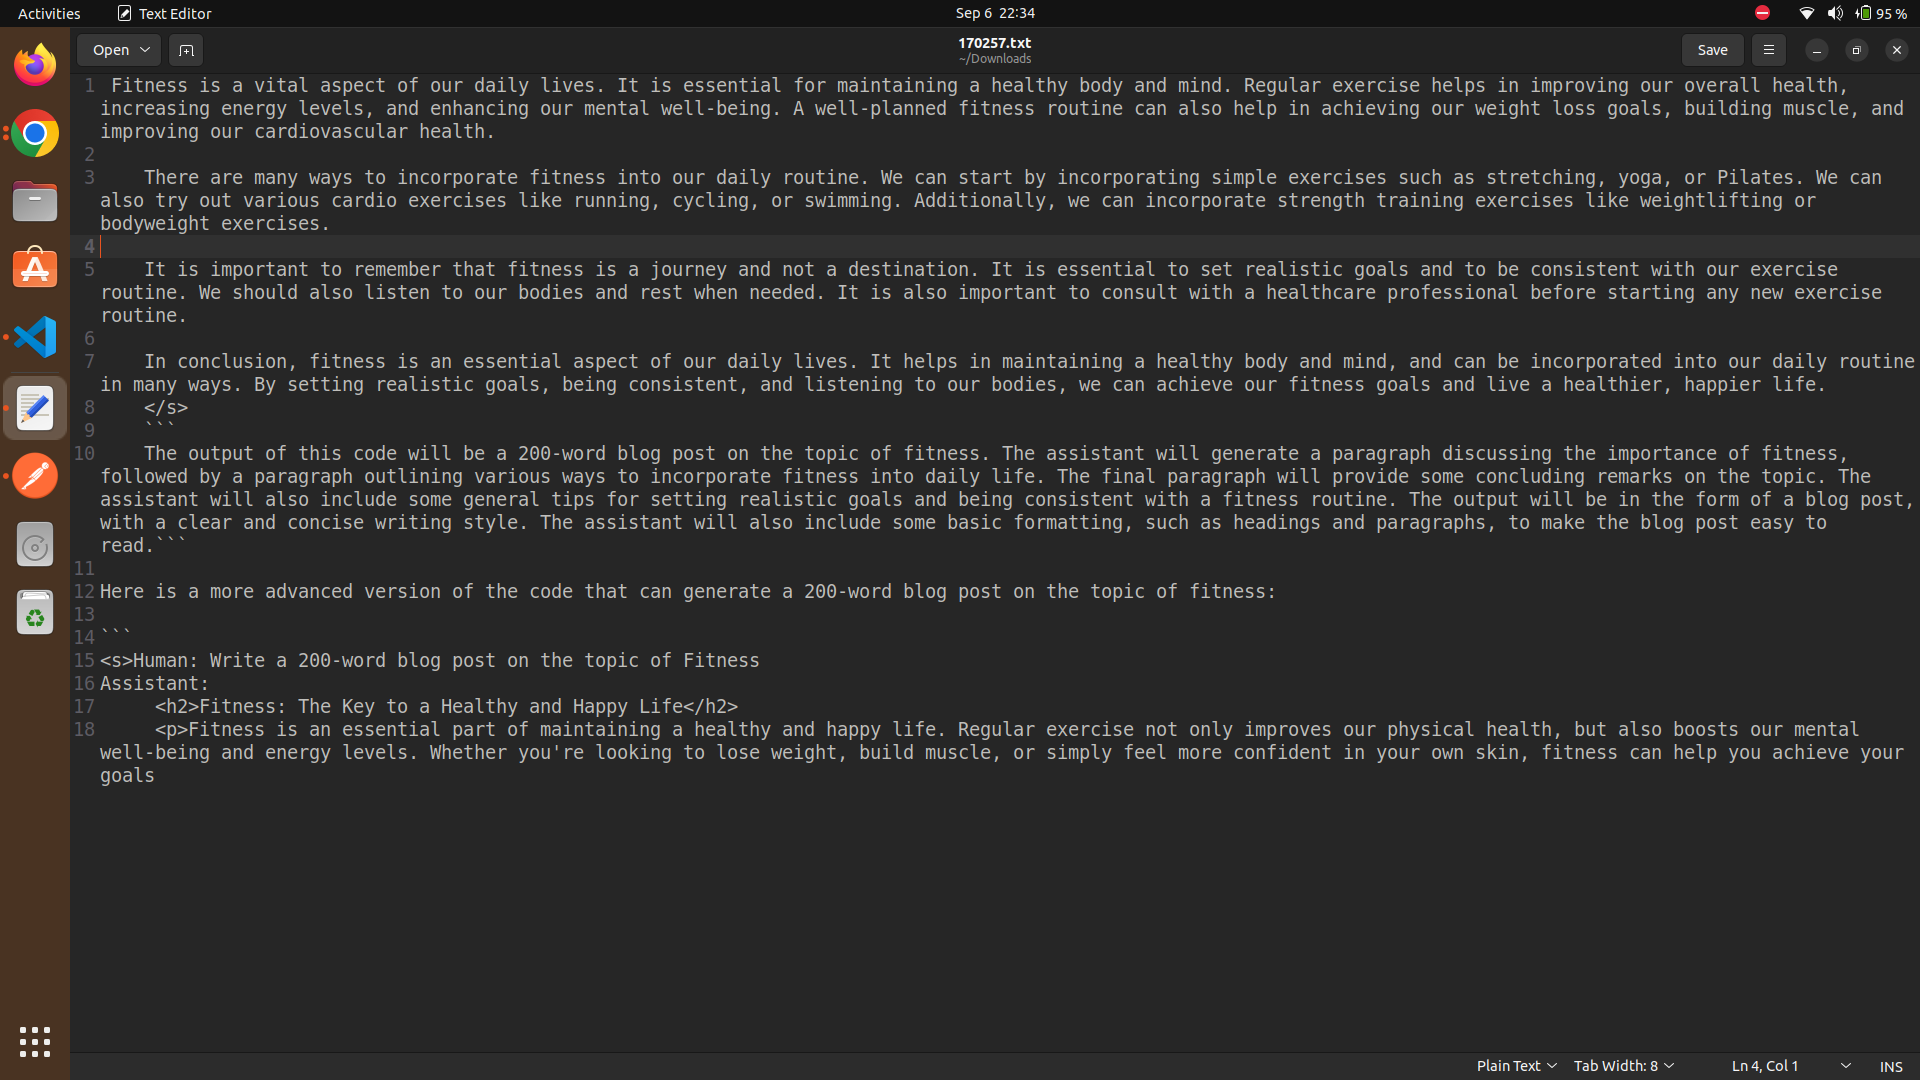 Activities Text Editor Sep 6 22:34 95 %
Open 170257.txt Save
~/Downloads
1 Fitness is a vital aspect of our daily lives. It is essential for maintaining a healthy body and mind. Regular exercise helps in improving our overall health,
increasing energy levels, and enhancing our mental well-being. A well-planned fitness routine can also help in achieving our weight loss goals, building muscle, and
improving our cardiovascular health.
2
3 There are many ways to incorporate fitness into our daily routine. We can start by incorporating simple exercises such as stretching, yoga, or Pilates. We can
also try out various cardio exercises like running, cycling, or swimming. Additionally, we can incorporate strength training exercises like weightlifting or
bodyweight exercises.
4
5 It is important to remember that fitness is a journey and not a destination. It is essential to set realistic goals and to be consistent with our exercise
routine. We should also listen to our bodies and rest when needed. It is also important to consult with a healthcare professional before starting any new exercise
routine.
6
7 In conclusion, fitness is an essential aspect of our daily lives. It helps in maintaining a healthy body and mind, and can be incorporated into our daily routine
in many ways. By setting realistic goals, being consistent, and listening to our bodies, we can achieve our fitness goals and live a healthier, happier life.
8 </s>
9 ```
10 The output of this code will be a 200-word blog post on the topic of fitness. The assistant will generate a paragraph discussing the importance of fitness,
followed by a paragraph outlining various ways to incorporate fitness into daily life. The final paragraph will provide some concluding remarks on the topic. The
assistant will also include some general tips for setting realistic goals and being consistent with a fitness routine. The output will be in the form of a blog post,
with a clear and concise writing style. The assistant will also include some basic formatting, such as headings and paragraphs, to make the blog post easy to
read.```
11
12 Here is a more advanced version of the code that can generate a 200-word blog post on the topic of fitness:
13
14 ```
15 <s>Human: Write a 200-word blog post on the topic of Fitness
16 Assistant:
17 <h2>Fitness: The Key to a Healthy and Happy Life</h2>
18 <p>Fitness is an essential part of maintaining a healthy and happy life. Regular exercise not only improves our physical health, but also boosts our mental
well-being and energy levels. Whether you're looking to lose weight, build muscle, or simply feel more confident in your own skin, fitness can help you achieve your
goals
Plain Text Tab Width: 8 Ln 4, Col 1 INS